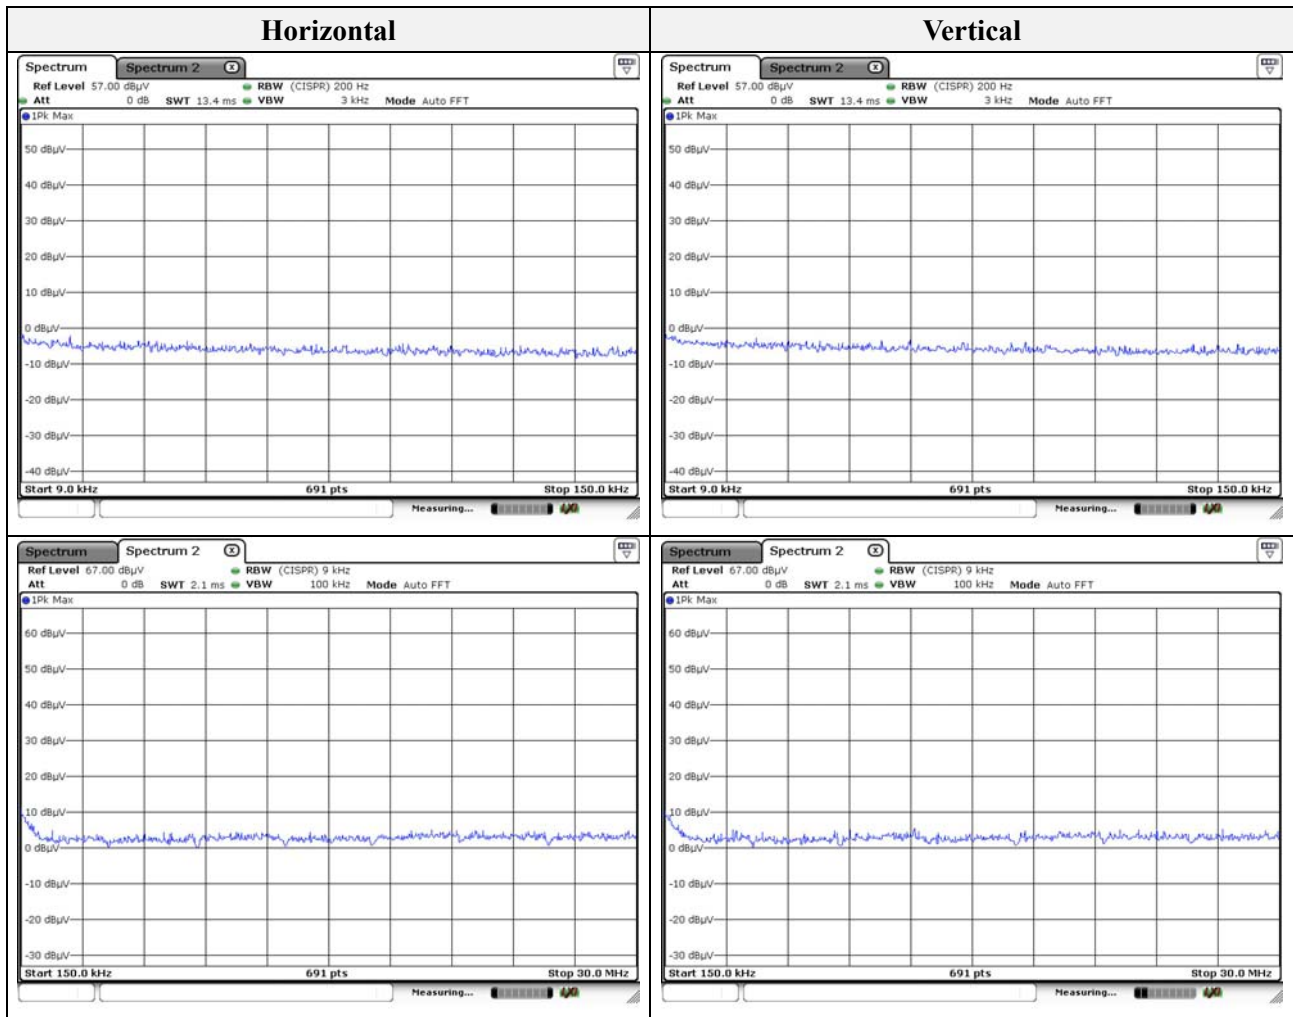 Horizontal
Vertical
Spectrum Spectrum 2
Ref Level 57.00 dBµV RBW (CISPR) 200 Hz
Att 0 dB SWT 13.4 ms VBW 3 kHz Mode Auto FFT
1Pk Max
50 dBµV
40 dBµV
30 dBµV
20 dBµV
10 dBµV
0 dBµV
-10 dBµV
-20 dBµV
-30 dBµV
-40 dBµV
Start 9.0 kHz 691 pts Stop 150.0 kHz
Measuring...
Spectrum Spectrum 2
Ref Level 57.00 dBµV RBW (CISPR) 200 Hz
Att 0 dB SWT 13.4 ms VBW 3 kHz Mode Auto FFT
1Pk Max
50 dBµV
40 dBµV
30 dBµV
20 dBµV
10 dBµV
0 dBµV
-10 dBµV
-20 dBµV
-30 dBµV
-40 dBµV
Start 9.0 kHz 691 pts Stop 150.0 kHz
Measuring...
Spectrum Spectrum 2
Ref Level 67.00 dBµV RBW (CISPR) 9 kHz
Att 0 dB SWT 2.1 ms VBW 100 kHz Mode Auto FFT
1Pk Max
60 dBµV
50 dBµV
40 dBµV
30 dBµV
20 dBµV
10 dBµV
0 dBµV
-10 dBµV
-20 dBµV
-30 dBµV
Start 150.0 kHz 691 pts Stop 30.0 MHz
Measuring...
Spectrum Spectrum 2
Ref Level 67.00 dBµV RBW (CISPR) 9 kHz
Att 0 dB SWT 2.1 ms VBW 100 kHz Mode Auto FFT
1Pk Max
60 dBµV
50 dBµV
40 dBµV
30 dBµV
20 dBµV
10 dBµV
0 dBµV
-10 dBµV
-20 dBµV
-30 dBµV
Start 150.0 kHz 691 pts Stop 30.0 MHz
Measuring...